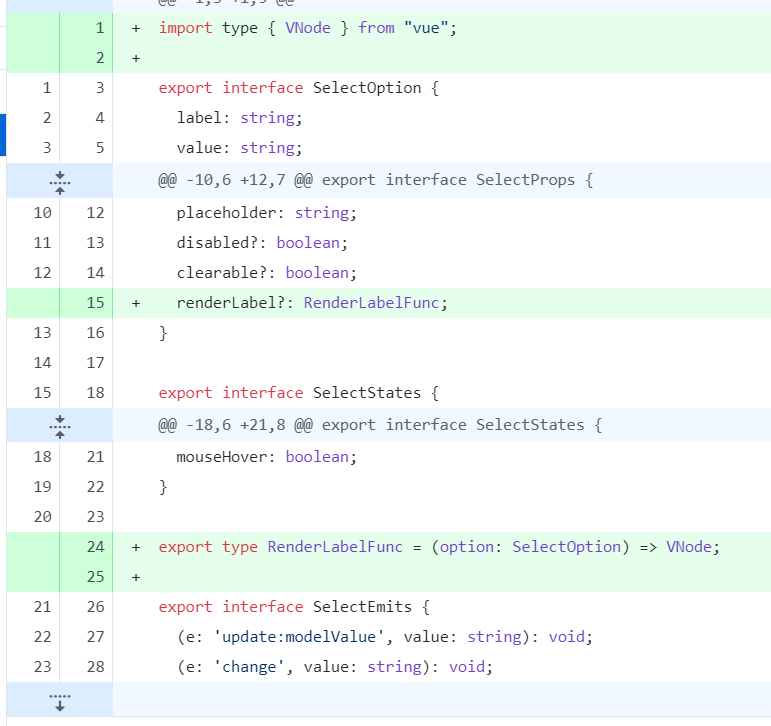 1 + import type { VNode } from "vue";
2 +
1 3 export interface SelectOption {
2 4 label: string;
3 5 value: string;
@@ -10,6 +12,7 @@ export interface SelectProps {
10 12 placeholder: string;
11 13 disabled?: boolean;
12 14 clearable?: boolean;
15 + renderLabel?: RenderLabelFunc;
13 16 }
14 17
15 18 export interface SelectStates {
@@ -18,6 +21,8 @@ export interface SelectStates {
18 21 mouseHover: boolean;
19 22 }
20 23
24 + export type RenderLabelFunc = (option: SelectOption) => VNode;
25 +
21 26 export interface SelectEmits {
22 27 (e: 'update:modelValue', value: string): void;
23 28 (e: 'change', value: string): void;